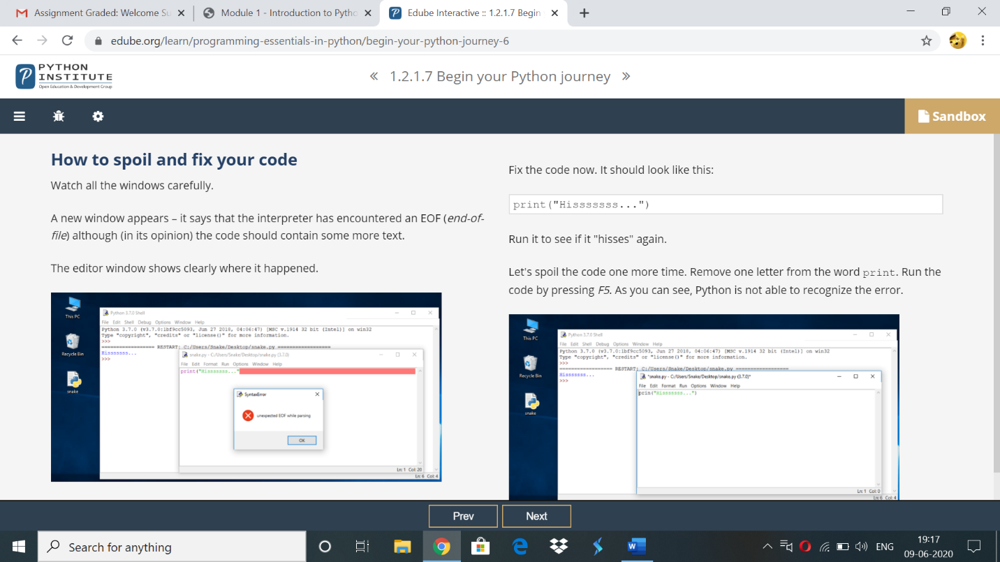 Assignment Graded: Welcome Su
Module 1 - Introduction to Pytho
Edube Interactive :: 1.2.1.7 Begin
edube.org/learn/programming-essentials-in-python/begin-your-python-journey-6
PYTHON
INSTITUTE
Open Education & Development Group
« 1.2.1.7 Begin your Python journey »
Sandbox
How to spoil and fix your code
Watch all the windows carefully.
A new window appears – it says that the interpreter has encountered an EOF (end-of-
file) although (in its opinion) the code should contain some more text.
The editor window shows clearly where it happened.
This PC
Recycle Bin
snake
Python 3.7.0 Shell
File Edit Shell Debug Options Window Help
Python 3.7.0 (v3.7.0:1bf9cc5093, Jun 27 2018, 04:06:47) [MSC v.1914 32 bit (Intel)] on win32
Type "copyright", "credits" or "license()" for more information.
>>>
================== RESTART: C:/Users/Snake/Desktop/snake.py ==================
Hisssssss...
>>>
snake.py - C:/Users/Snake/Desktop/snake.py (3.7.0)
File Edit Format Run Options Window Help
print("Hisssssss..."
SyntaxError
unexpected EOF while parsing
OK
Ln: 1 Col: 20
Ln: 6 Col: 4
Fix the code now. It should look like this:
print("Hisssssss...")
Run it to see if it "hisses" again.
Let's spoil the code one more time. Remove one letter from the word print. Run the
code by pressing F5. As you can see, Python is not able to recognize the error.
This PC
Recycle Bin
snake
Python 3.7.0 Shell
File Edit Shell Debug Options Window Help
Python 3.7.0 (v3.7.0:1bf9cc5093, Jun 27 2018, 04:06:47) [MSC v.1914 32 bit (Intel)] on win32
Type "copyright", "credits" or "license()" for more information.
>>>
================== RESTART: C:/Users/Snake/Desktop/snake.py ==================
Hisssssss...
>>>
*snake.py - C:/Users/Snake/Desktop/snake.py (3.7.0)*
File Edit Format Run Options Window Help
prin("Hisssssss...")
Ln: 1 Col: 0
Ln: 6 Col: 4
Prev
Next
Search for anything
ENG
19:17
09-06-2020